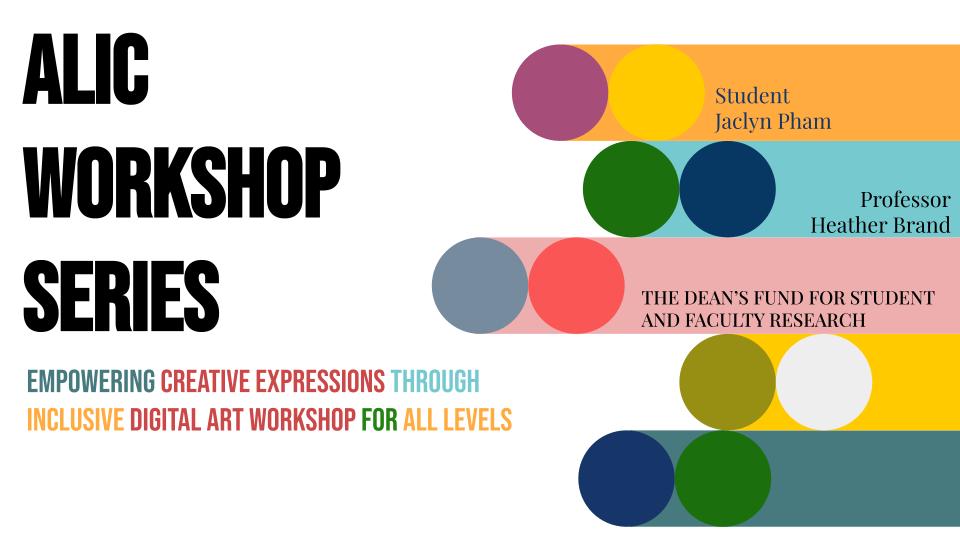 ALIC
WORKSHOP
SERIES
EMPOWERING CREATIVE EXPRESSIONS THROUGH
INCLUSIVE DIGITAL ART WORKSHOP FOR ALL LEVELS
Student
Jaclyn Pham
Professor
Heather Brand
THE DEAN’S FUND FOR STUDENT
AND FACULTY RESEARCH